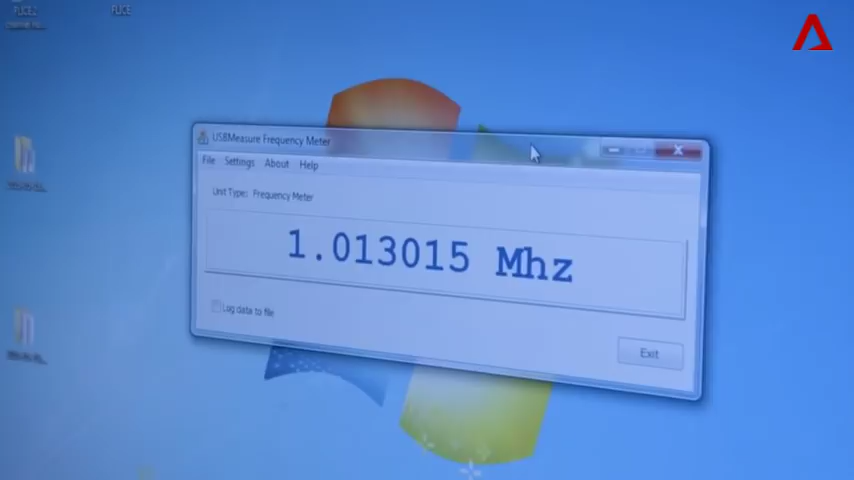 PLICE
USBMeasure Frequency Meter
File Settings About Help
Unit Type: Frequency Meter
1.013015 Mhz
Log data to file
Exit